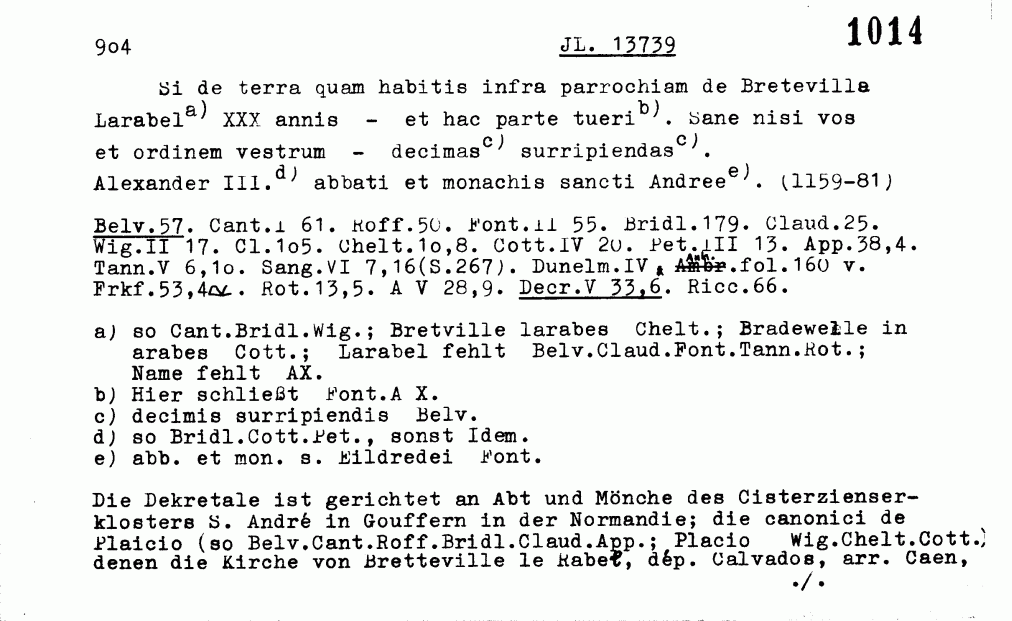 9o4 JL. 13739 1014
Si de terra quam habitis infra parrochiam de Bretevilla
Larabel a) XXX annis - et hac parte tueri b). Sane nisi vos
et ordinem vestrum - decimas c) surripiendas c).
Alexander III. d) abbati et monachis sancti Andree e). (1159-81)
Belv.57. Cant.I 61. Roff.50. Font.II 55. Bridl.179. Claud.25.
Wig.II 17. Cl.1o5. Chelt.1o,8. Cott.IV 20. Pet.III 13. App.38,4.
Tann.V 6,1o. Sang.VI 7,16(S.267). Dunelm.IV, .fol.160 v.
Frkf.53,4 . Rot.13,5. A V 28,9. Decr.V 33,6. Ricc.66.
a) so Cant.Bridl.Wig.; Bretville larabes Chelt.; Bradewelle in
arabes Cott.; Larabel fehlt Belv.Claud.Font.Tann.Rot.;
Name fehlt AX.
b) Hier schließt Font.A X.
c) decimis surripiendis Belv.
d) so Bridl.Cott.Pet., sonst Idem.
e) abb. et mon. s. Eildredei Font.
Die Dekretale ist gerichtet an Abt und Mönche des Cisterzienser-
klosters S. André in Gouffern in der Normandie; die canonici de
Plaicio (so Belv.Cant.Roff.Bridl.Claud.App.; Placio Wig.Chelt.Cott.)
denen die Kirche von Bretteville le Rabet, dép. Calvados, arr. Caen,
./.